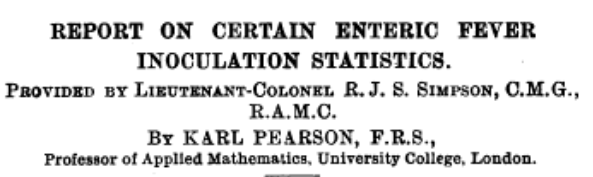 REPORT ON CERTAIN ENTERIC FEVER
INOCULATION STATISTICS.
PROVIDED BY LIEUTENANT-COLONEL R. J. S. SIMPSON, C.M.G.,
R.A.M.C.
BY KARL PEARSON, F.R.S.,
Professor of Applied Mathematics, University College, London.